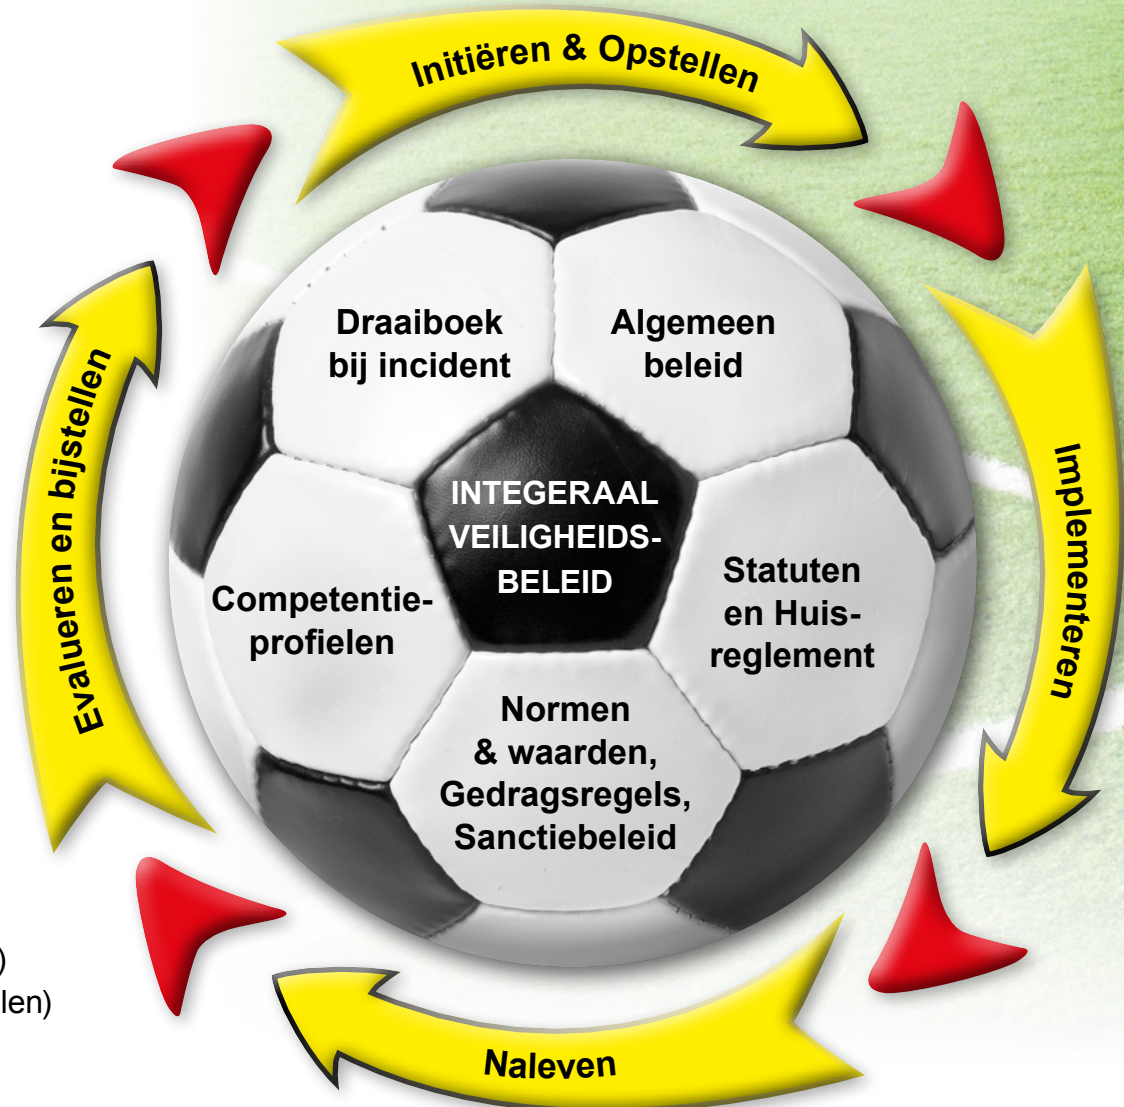 Initiëren & Opstellen
Draaiboek
bij incident
Algemeen
beleid
Implementeren
Evalueren en bijstellen
INTEGERAAL
VEILIGHEIDS-
BELEID
Competentie-
profielen
Statuten
en Huis-
reglement
Normen
& waarden,
Gedragsregels,
Sanctiebeleid
)
len)
Naleven